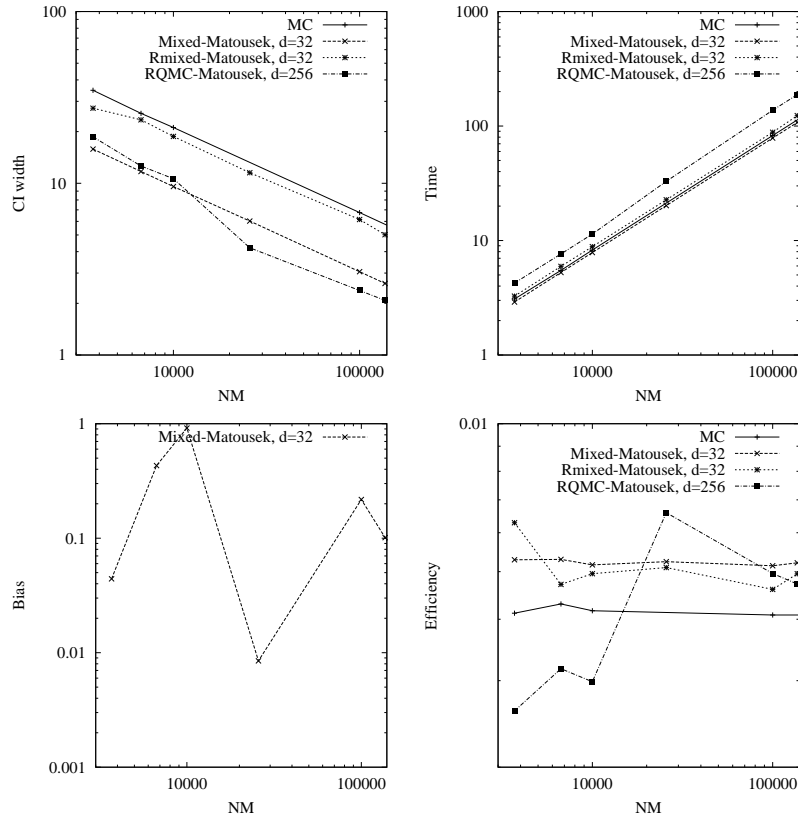 100
10
1
10000
100000
CI width
NM
MC
Mixed-Matousek, d=32
Rmixed-Matousek, d=32
RQMC-Matousek, d=256
1000
100
10
1
10000
100000
Time
NM
MC
Mixed-Matousek, d=32
Rmixed-Matousek, d=32
RQMC-Matousek, d=256
1
0.1
0.01
0.001
10000
100000
Bias
NM
Mixed-Matousek, d=32
0.01
10000
100000
Efficiency
NM
MC
Mixed-Matousek, d=32
Rmixed-Matousek, d=32
RQMC-Matousek, d=256